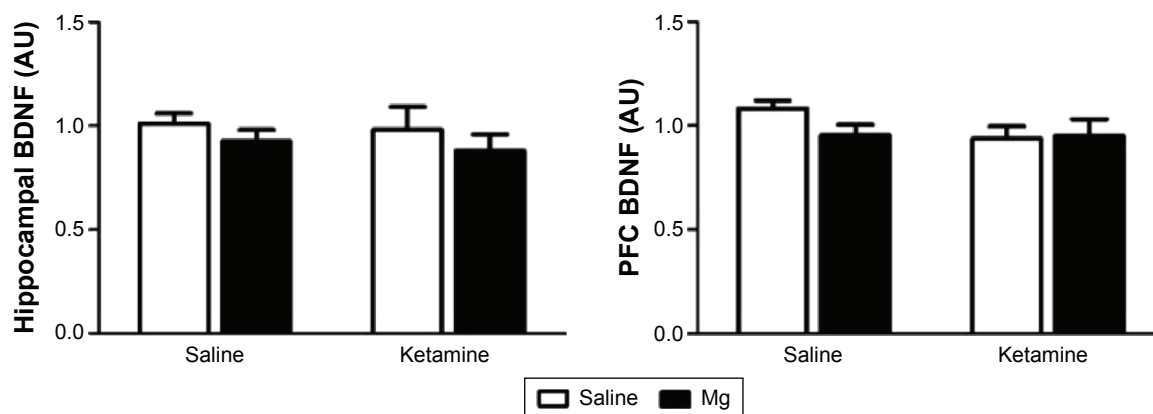 Hippocampal BDNF (AU)
1.5
1.0
0.5
0.0
Saline
Ketamine
PFC BDNF (AU)
1.5
1.0
0.5
0.0
Saline
Ketamine
Saline
Mg